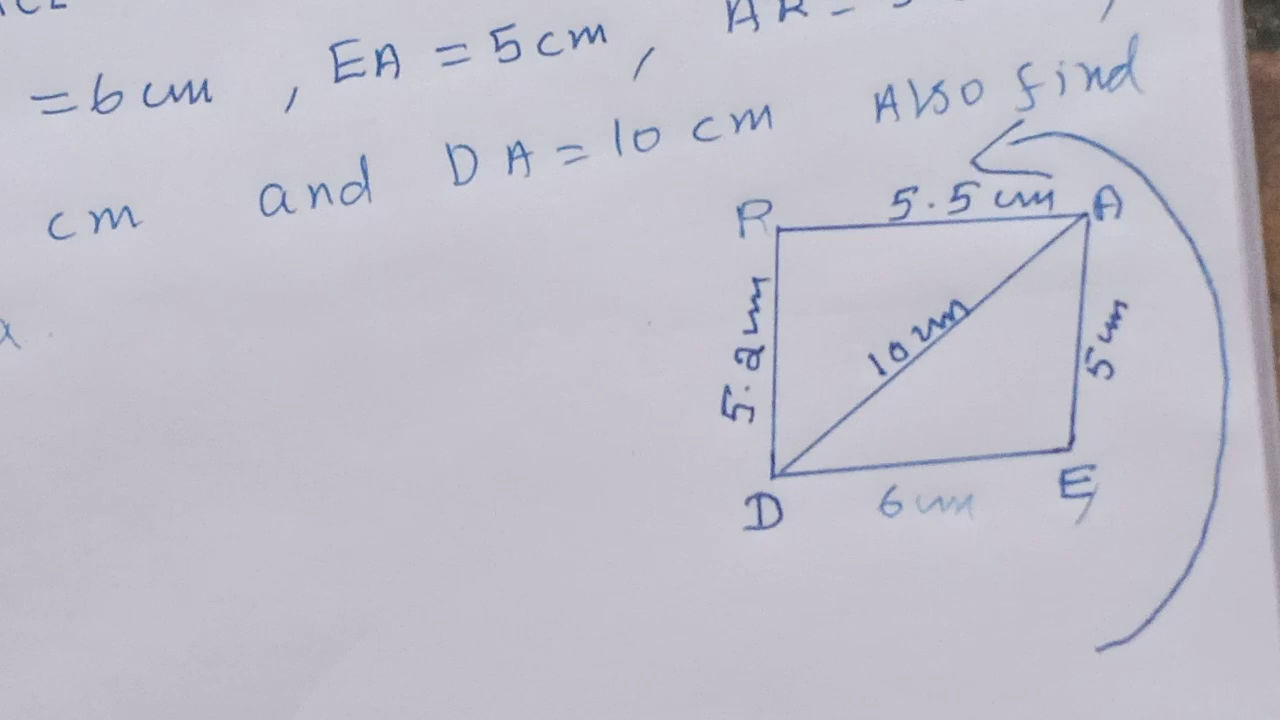 = 6 cm , EA = 5 cm , AR =
cm and DA = 10 cm Also find
R 5.5 cm A
5.2 cm 10 cm 5 cm
D 6 cm E